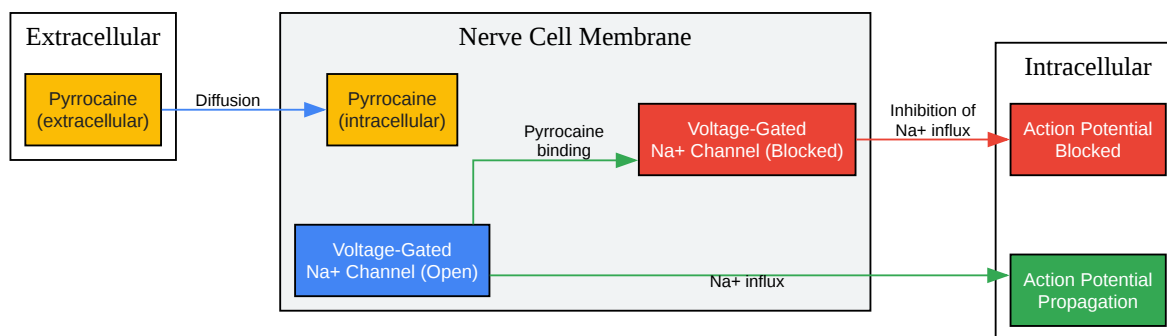 Extracellular
Pyrrocaine
(extracellular)
Diffusion
Nerve Cell Membrane
Pyrrocaine
(intracellular)
Pyrrocaine
binding
Voltage-Gated
Na+ Channel (Blocked)
Voltage-Gated
Na+ Channel (Open)
Inhibition of
Na+ influx
Na+ influx
Intracellular
Action Potential
Blocked
Action Potential
Propagation